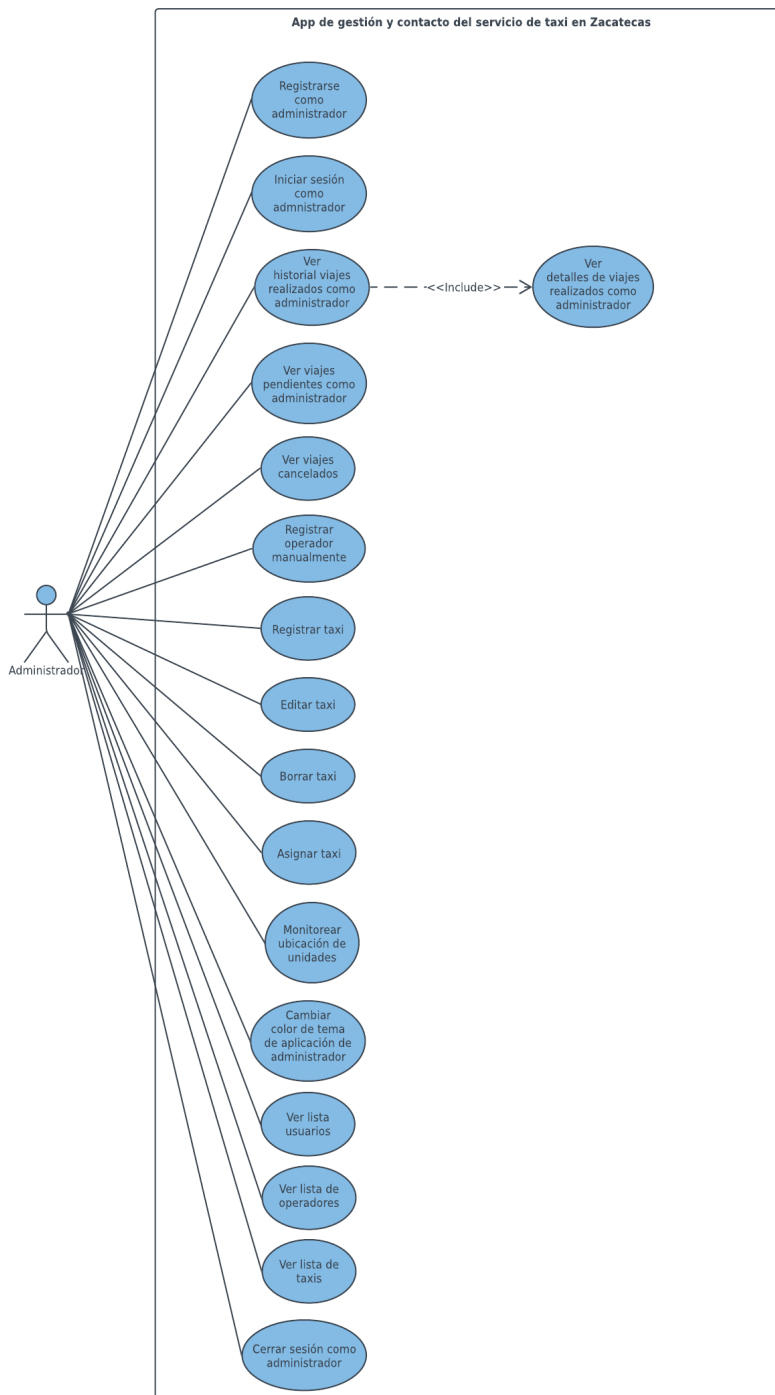 App de gestión y contacto del servicio de taxi en Zacatecas
Registrarse
como
administrador
Iniciar sesión
como
admnistrador
Ver
historial viajes
realizados como
administrador
<<Include>>
Ver
detalles de viajes
realizados como
administrador
Ver viajes
pendientes como
administrador
Ver viajes
cancelados
Registrar
operador
manualmente
Registrar taxi
Administrador
Editar taxi
Borrar taxi
Asignar taxi
Monitorear
ubicación de
unidades
Cambiar
color de tema
de aplicación de
administrador
Ver lista
usuarios
Ver lista de
operadores
Ver lista de
taxis
Cerrar sesión como
administrador